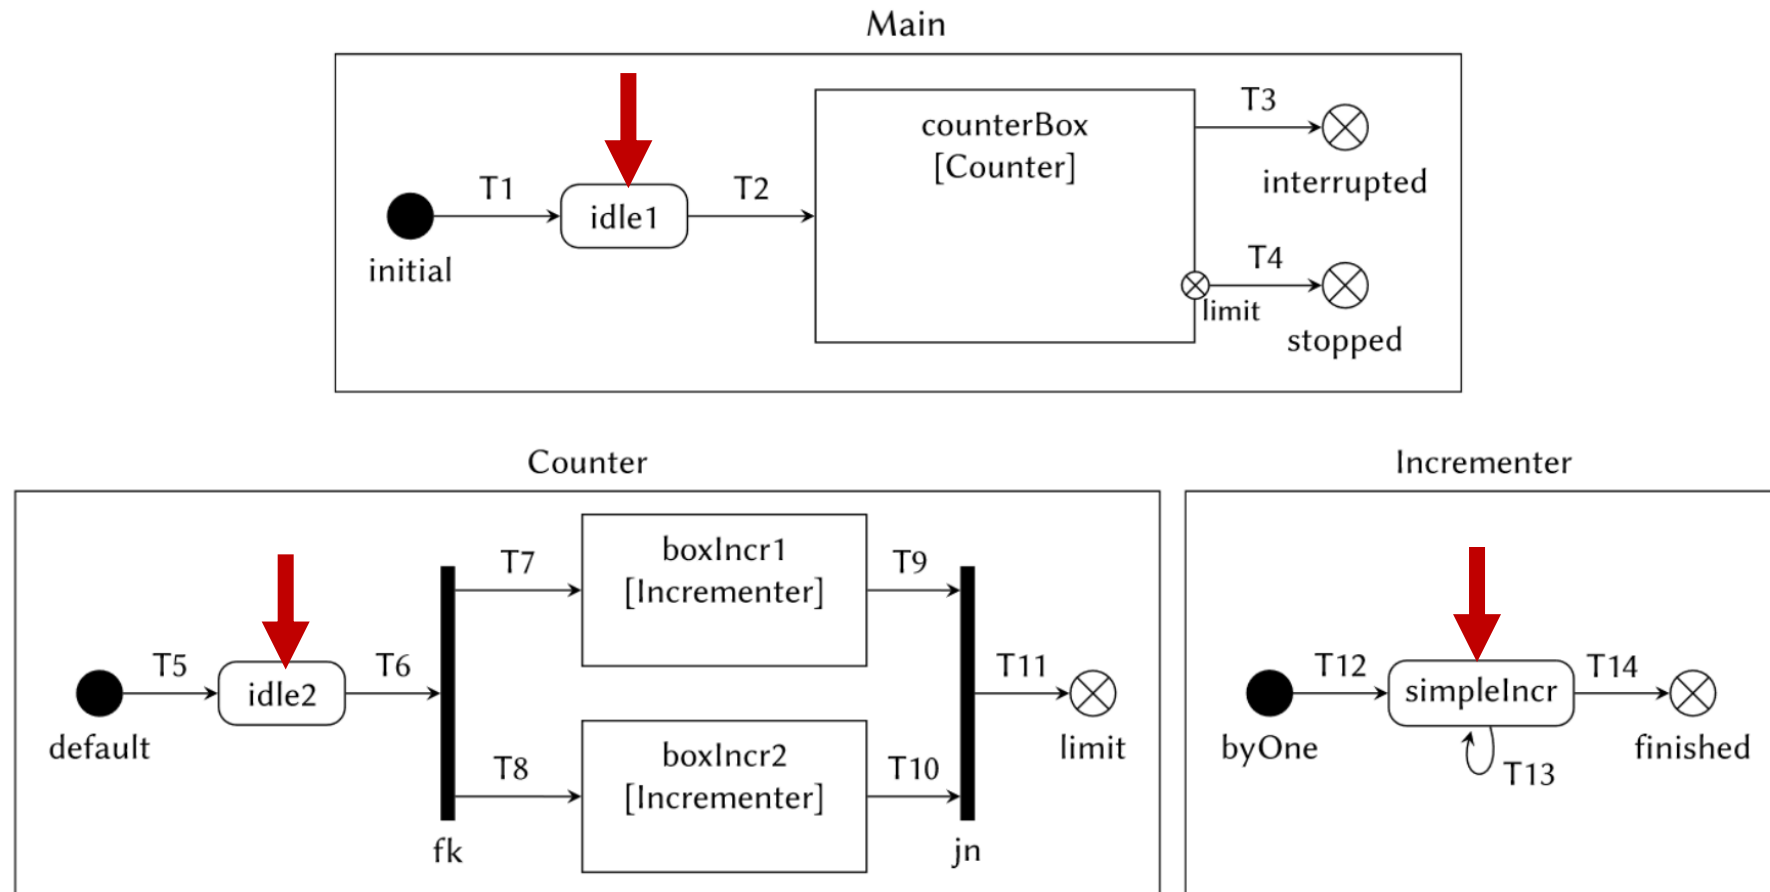 Main
T1
idle1
T2
counterBox
[Counter]
T3
interrupted
initial
T4
limit
stopped
Counter
T5
idle2
T6
default
T7
boxIncr1
[Incrementer]
T9
T8
boxIncr2
[Incrementer]
T10
T11
limit
fk
jn
Incrementer
T12
simpleIncr
T14
byOne
T13
finished